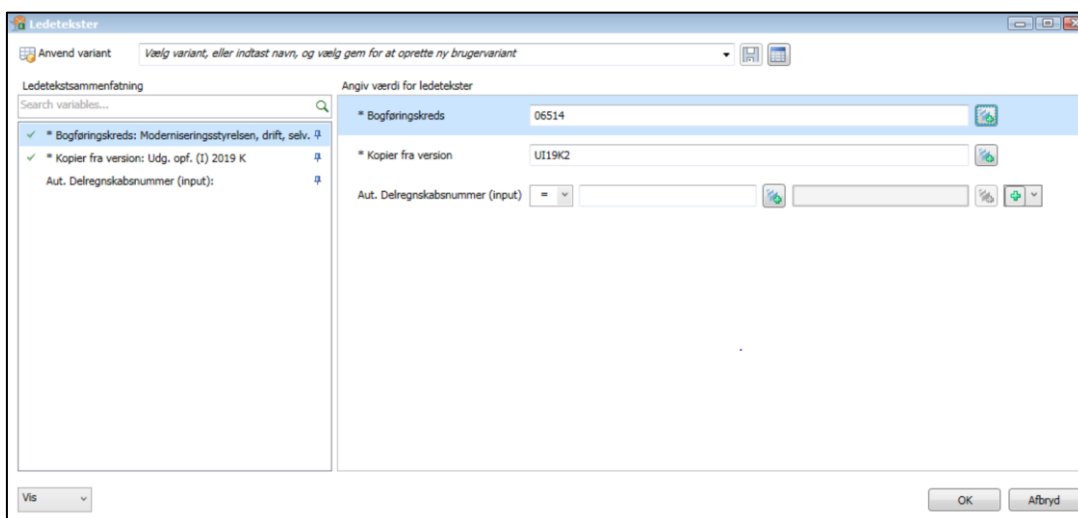 Ledetekster
Anvend variant Vælg variant, eller indtast navn, og vælg gem for at oprette ny brugervariant
Ledetekstsammenfatning
Search variables...
* Bogføringskreds: Moderniseringsstyrelsen, drift, selv.
* Kopier fra version: Udg. opf. (I) 2019 K
Aut. Delregnskabsnummer (input):
Angiv værdi for ledetekster
* Bogføringskreds 06514
* Kopier fra version UI19K2
Aut. Delregnskabsnummer (input) =
Vis
OK Afbryd